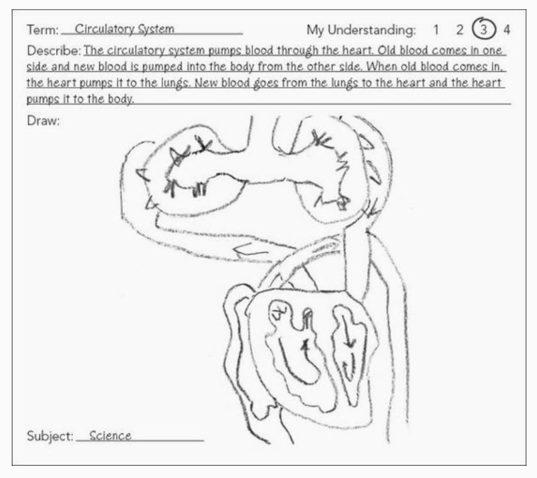 Term: Circulatory System My Understanding: 1 2 3 4
Describe: The circulatory system pumps blood through the heart. Old blood comes in one
side and new blood is pumped into the body from the other side. When old blood comes in,
the heart pumps it to the lungs. New blood goes from the lungs to the heart and the heart
pumps it to the body.
Draw:
Subject: Science